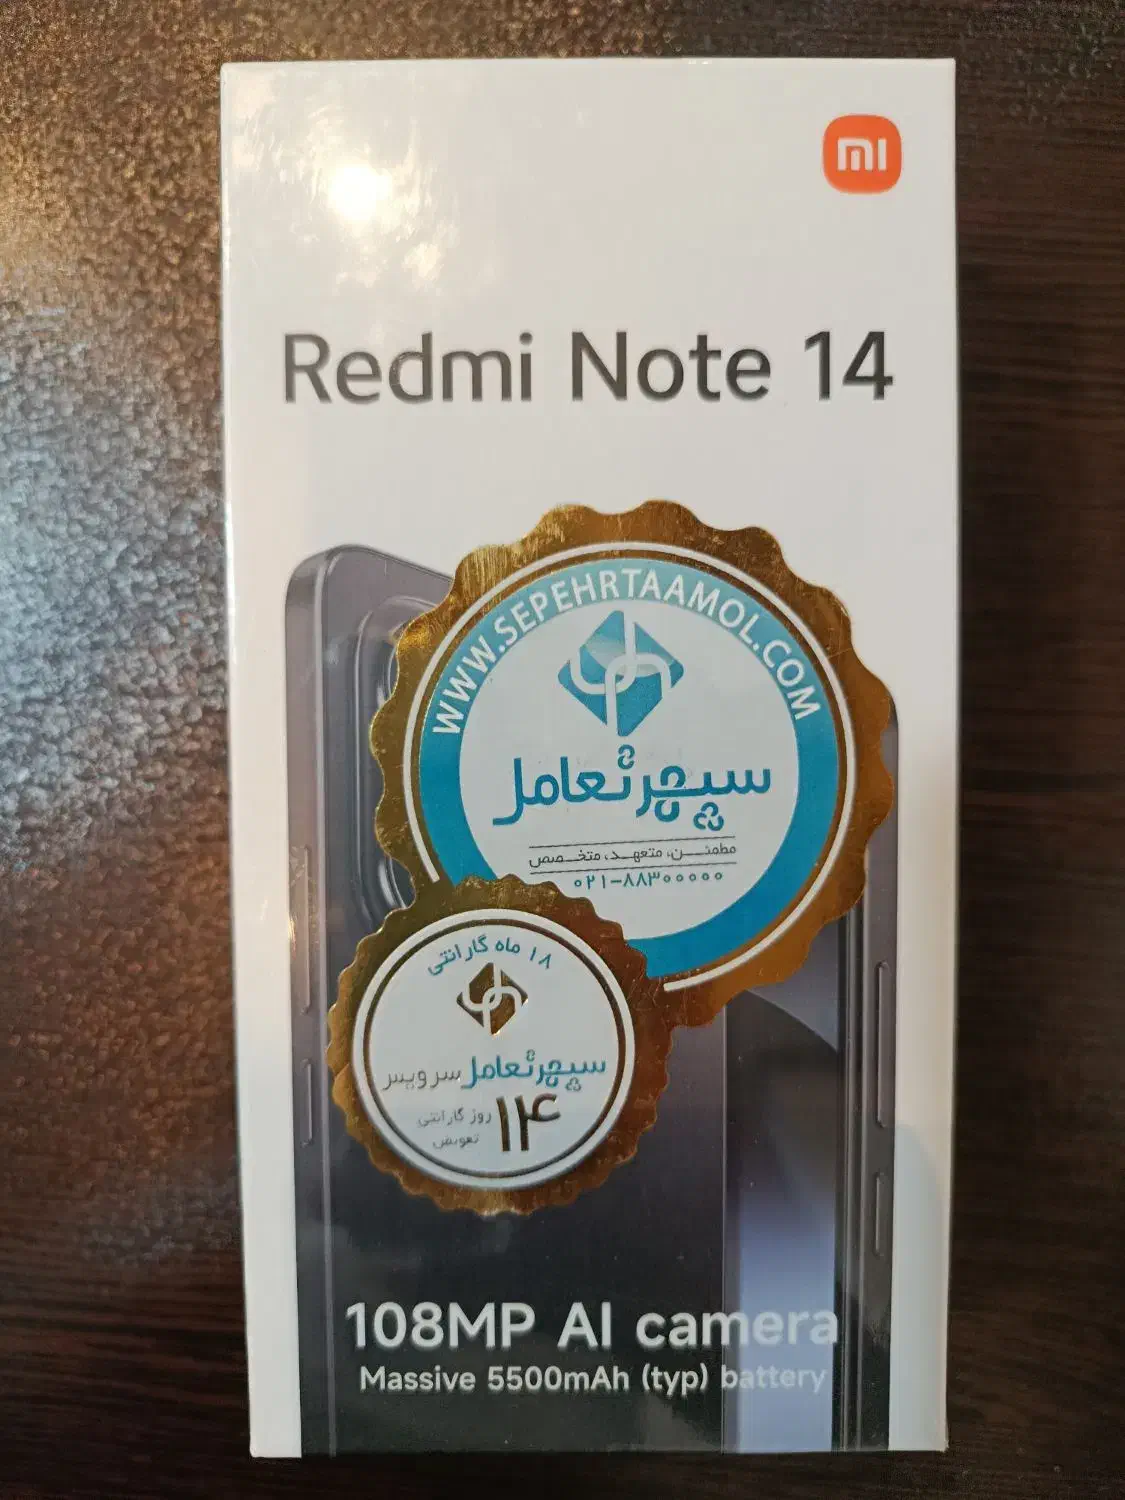 mi
Redmi Note 14
WWW.SEPEHRTAAMOL.COM
سپهر تعامل
مطمئن، متعهد، متخصص
۰۲۱-۸۸۳۰۰۰۰۰
۱۸ ماه گارانتی
سپهر تعامل سرویس
۱۴ روز گارانتی
تعویض
108MP AI camera
Massive 5500mAh (typ) battery